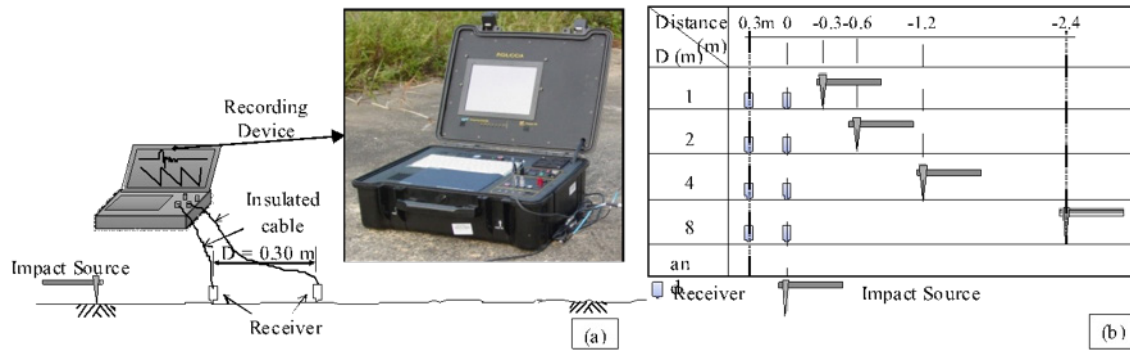 Recording
Device
Insulated
cable
D = 0.30 m
Impact Source
Receiver
(a)
Distance 0.3m 0 -0.3 -0.6 -1.2 -2.4
(m)
D (m)
1
2
4
8
an
Receiver
Impact Source
(b)